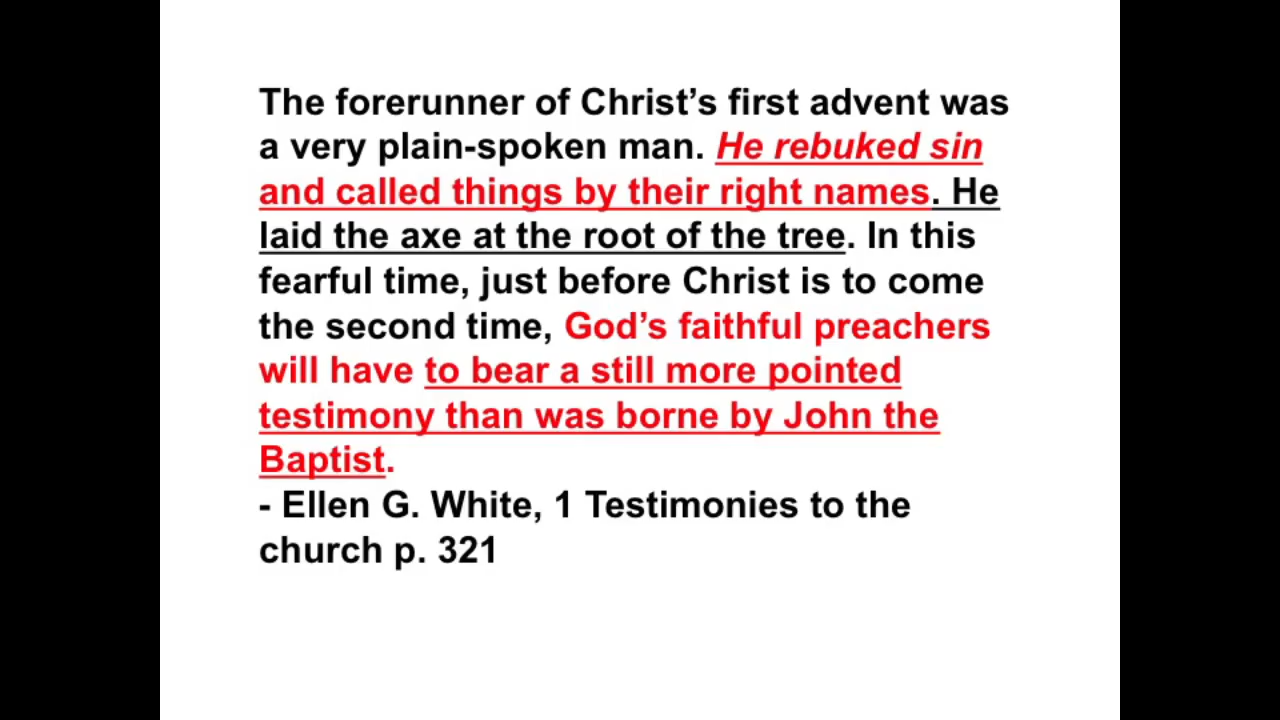 The forerunner of Christ’s first advent was
a very plain-spoken man. He rebuked sin
and called things by their right names. He
laid the axe at the root of the tree. In this
fearful time, just before Christ is to come
the second time, God’s faithful preachers
will have to bear a still more pointed
testimony than was borne by John the
Baptist.
- Ellen G. White, 1 Testimonies to the
church p. 321